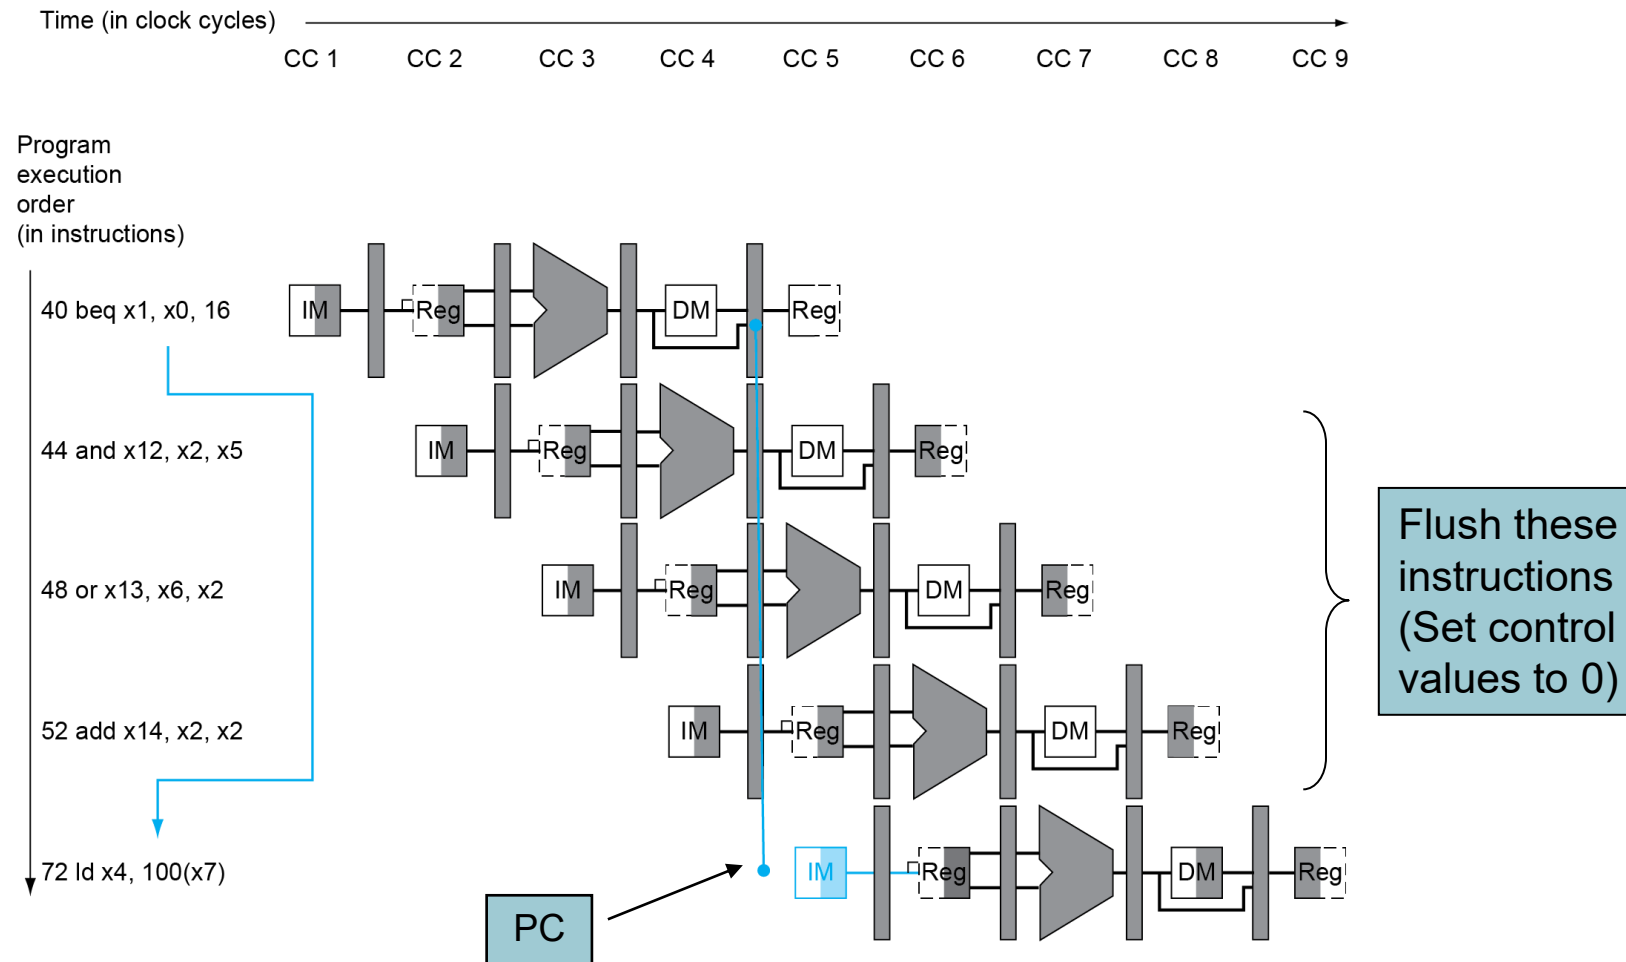 Time (in clock cycles)
CC 1 CC 2 CC 3 CC 4 CC 5 CC 6 CC 7 CC 8 CC 9
Program
execution
order
(in instructions)
40 beq x1, x0, 16
IM Reg DM Reg
44 and x12, x2, x5
IM Reg DM Reg
48 or x13, x6, x2
IM Reg DM Reg
52 add x14, x2, x2
IM Reg DM Reg
72 ld x4, 100(x7)
IM Reg DM Reg
Flush these
instructions
(Set control
values to 0)
PC